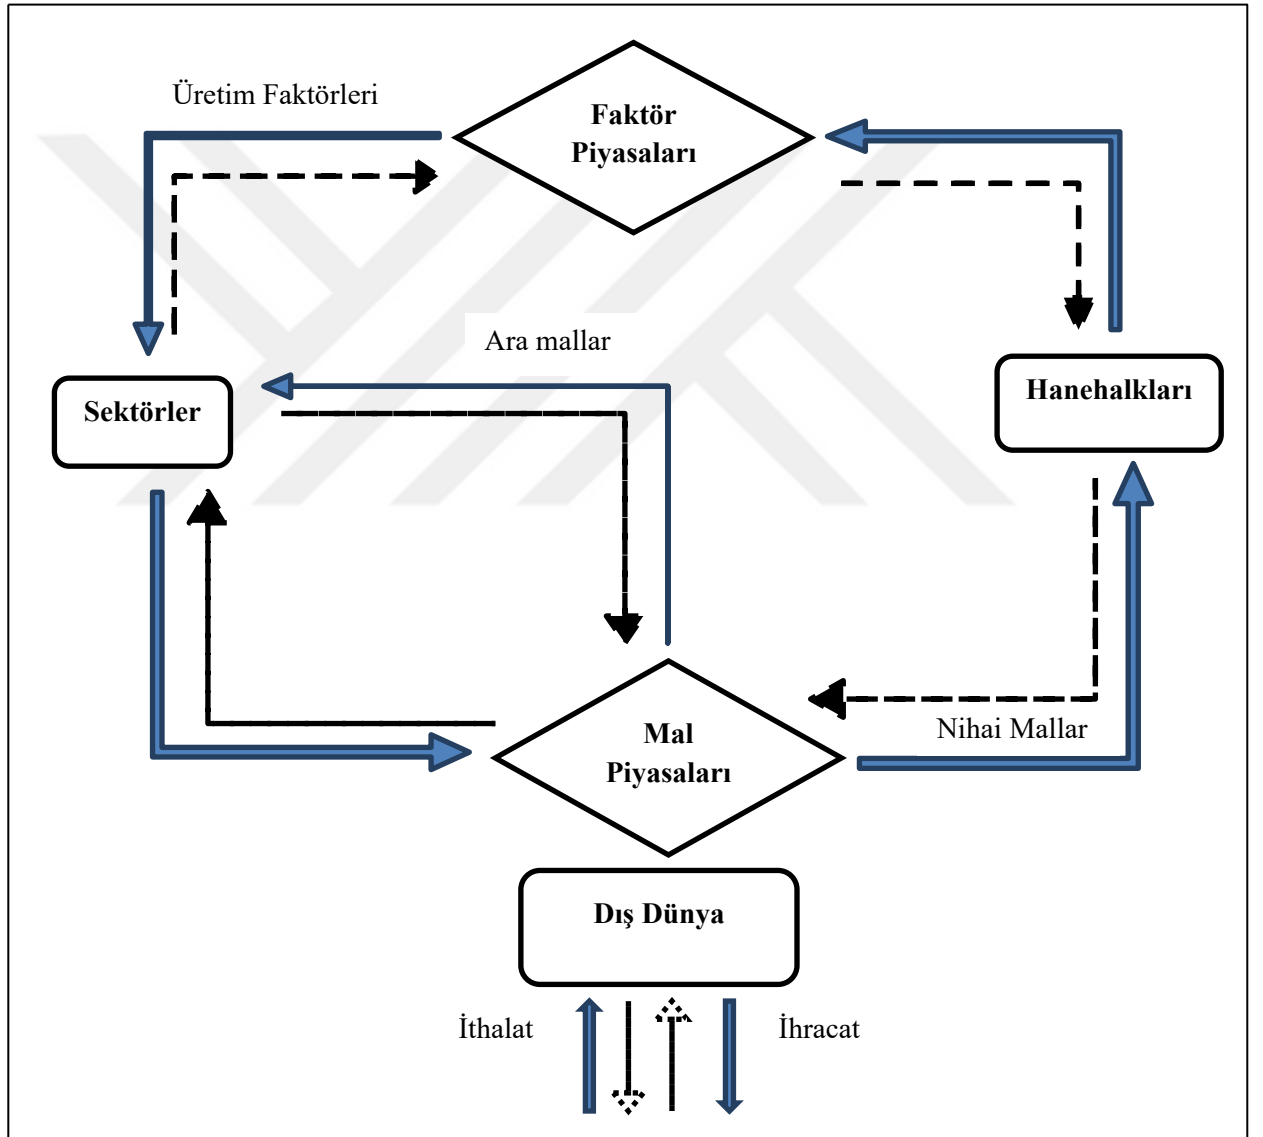 Üretim Faktörleri
Faktör
Piyasaları
Ara mallar
Sektörler
Hanehalkları
Mal
Piyasaları
Nihai Mallar
Dış Dünya
İthalat
İhracat